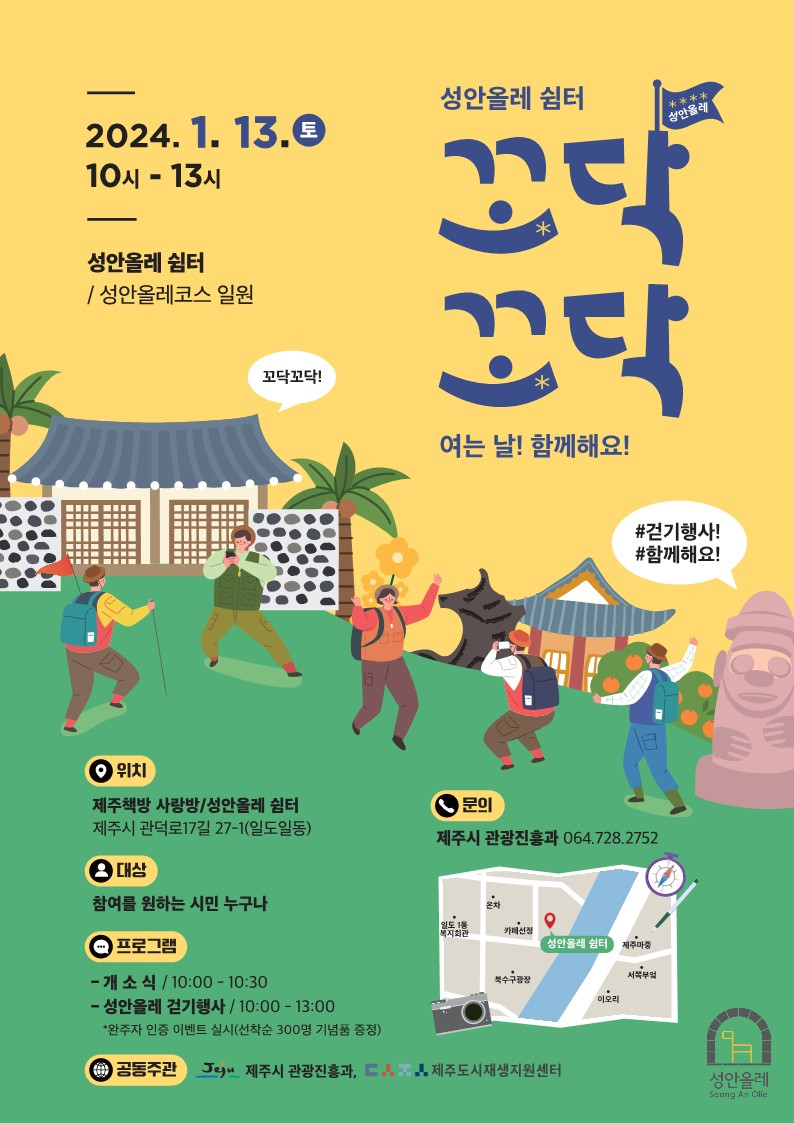 2024. 1. 13. 토
10시 - 13시
성안올레 쉼터
/ 성안올레코스 일원
성안올레 쉼터
성안올레
꼬닥
꼬닥
여는 날! 함께해요!
꼬닥꼬닥!
#걷기행사!
#함께해요!
위치
제주책방 사랑방/성안올레 쉼터
제주시 관덕로17길 27-1(일도일동)
대상
참여를 원하는 시민 누구나
프로그램
- 개 소 식 / 10:00 - 10:30
- 성안올레 걷기행사 / 10:00 - 13:00
*완주자 인증 이벤트 실시(선착순 300명 기념품 증정)
공동주관 Jeju 제주시 관광진흥과, 제주도시재생지원센터
문의
제주시 관광진흥과 064.728.2752
온차
일도 1동
복지회관
카페선정
성안올레 쉼터
제주마중
서쪽부엌
북수구광장
이오리
성안올레
Seong An Olle